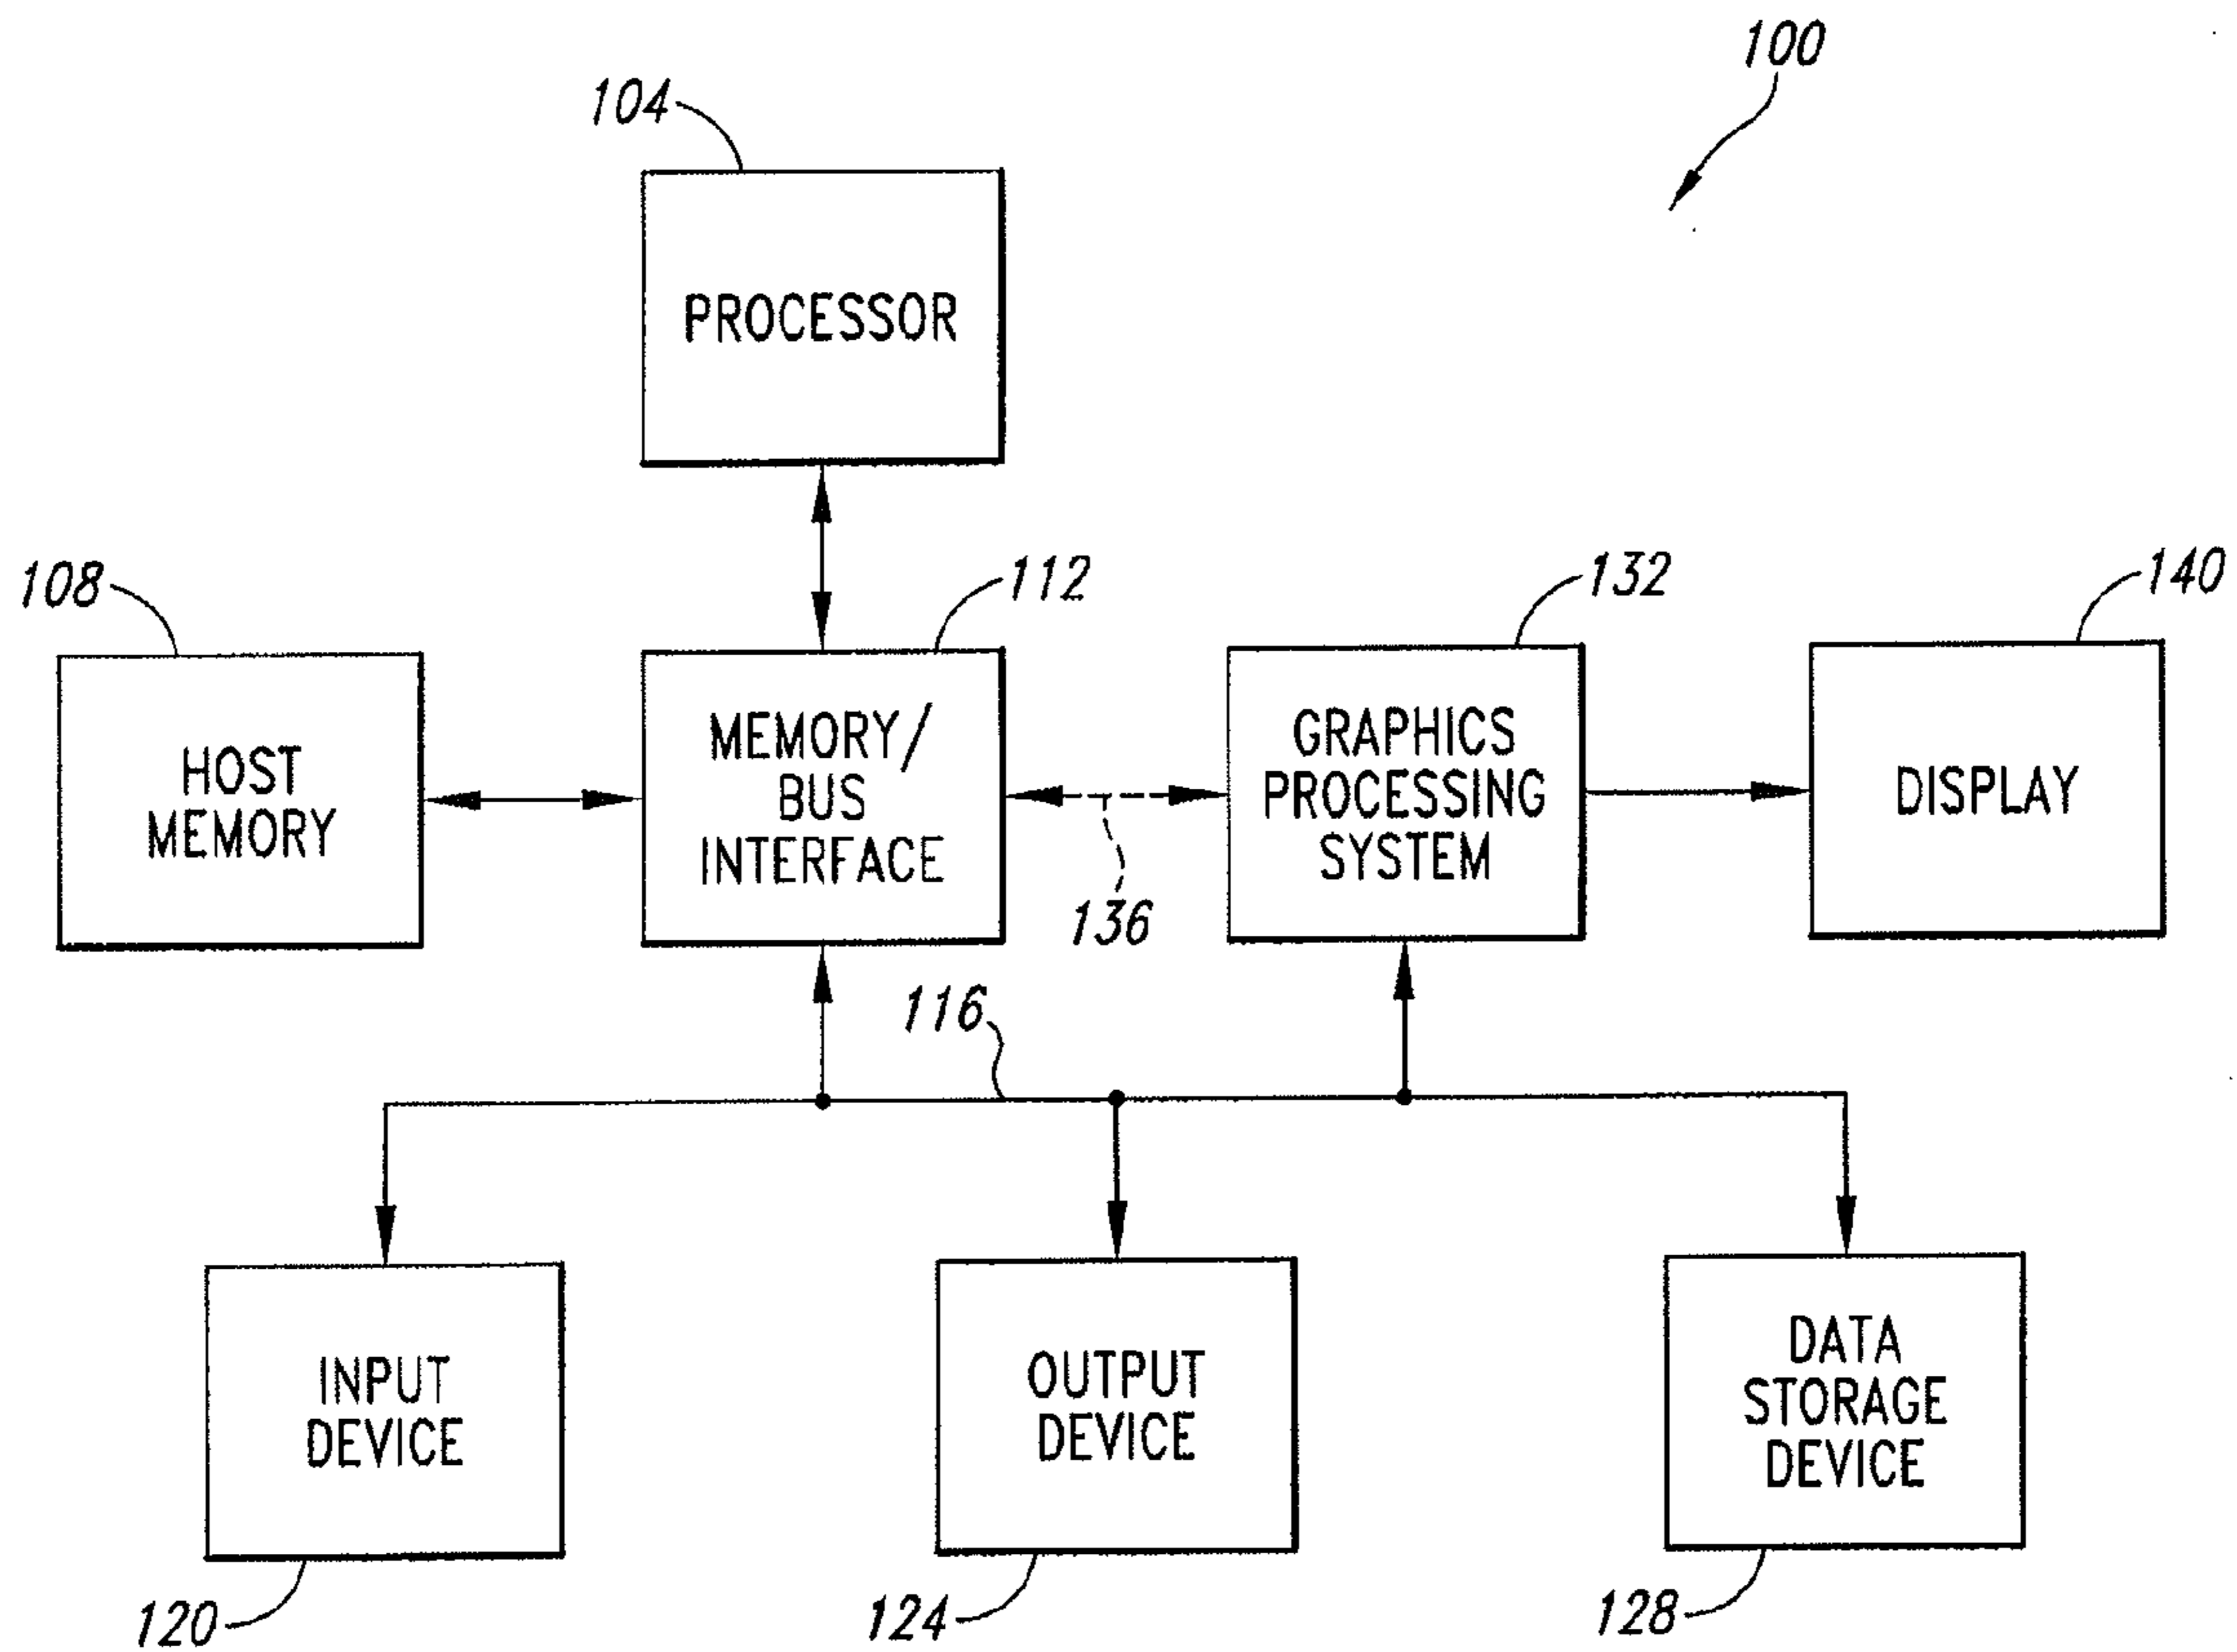 100
104
PROCESSOR
108
112
132
140
HOST
MEMORY
MEMORY/
BUS
INTERFACE
GRAPHICS
PROCESSING
SYSTEM
DISPLAY
136
116
INPUT
DEVICE
OUTPUT
DEVICE
DATA
STORAGE
DEVICE
120
124
128